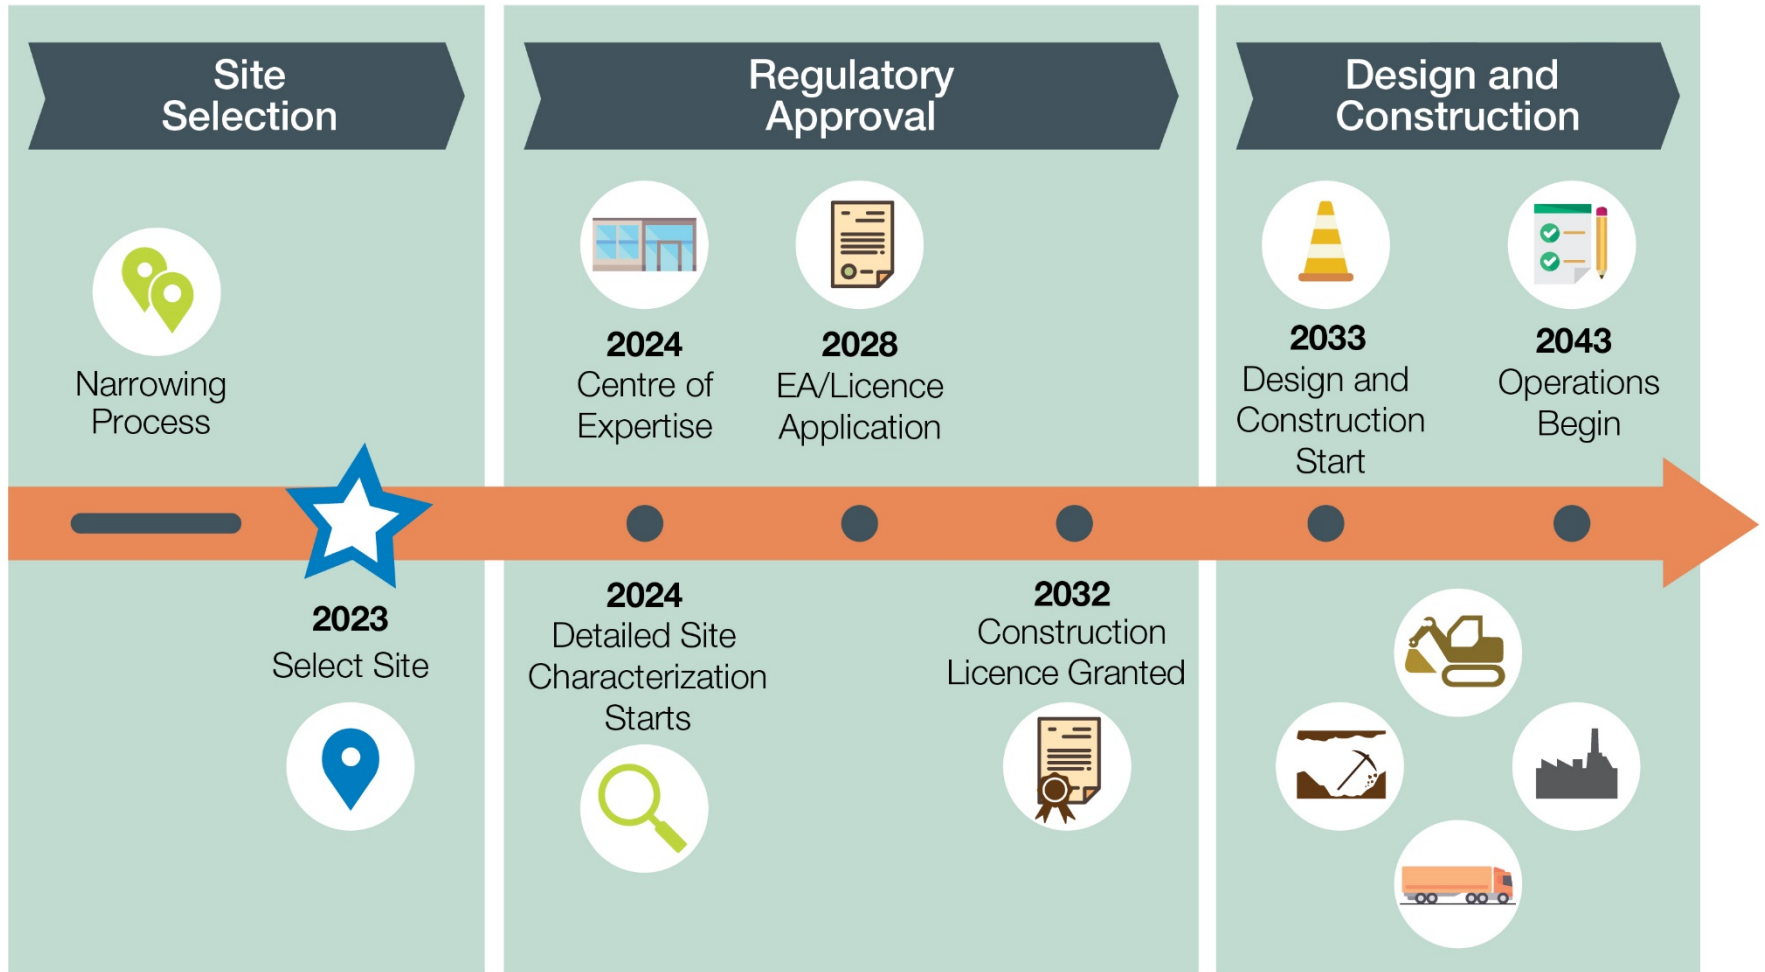 Site
Selection
Regulatory
Approval
Design and
Construction
Narrowing
Process
2023
Select Site
2024
Centre of
Expertise
2028
EA/Licence
Application
2024
Detailed Site
Characterization
Starts
2032
Construction
Licence Granted
2033
Design and
Construction
Start
2043
Operations
Begin